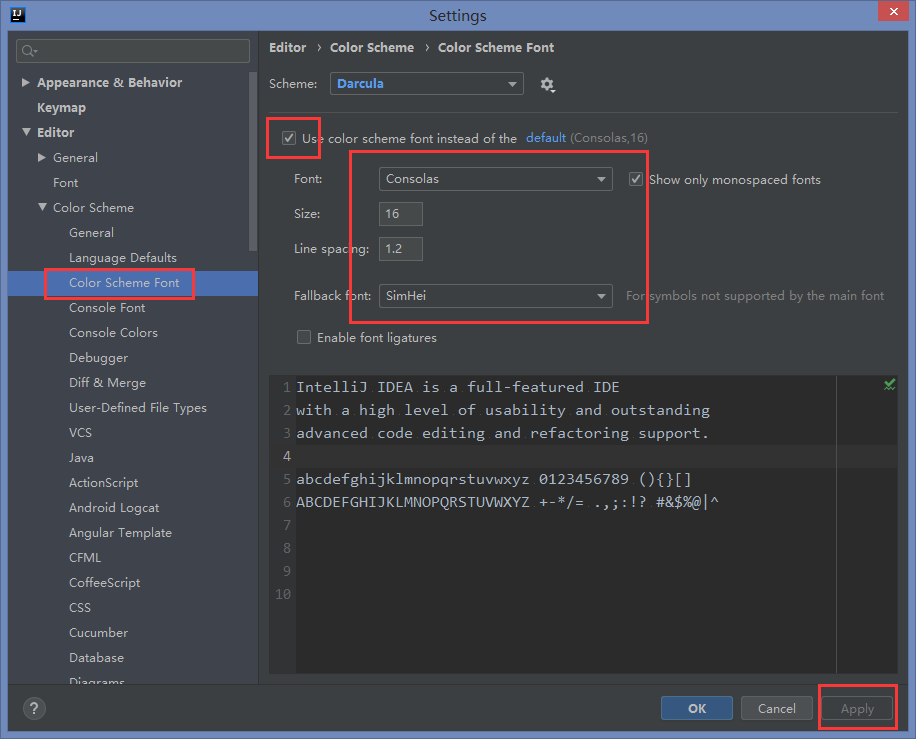 IJ
Settings
Editor › Color Scheme › Color Scheme Font
Scheme: Darcula
Appearance & Behavior
Keymap
Editor
General
Font
Color Scheme
General
Language Defaults
Color Scheme Font
Console Font
Console Colors
Debugger
Diff & Merge
User-Defined File Types
VCS
Java
ActionScript
Android Logcat
Angular Template
CFML
CoffeeScript
CSS
Cucumber
Database
Diagrams
Use color scheme font instead of the default (Consolas,16)
Font: Consolas Show only monospaced fonts
Size: 16
Line spacing: 1.2
Fallback font: SimHei For symbols not supported by the main font
Enable font ligatures
1 IntelliJ IDEA is a full-featured IDE
2 with a high level of usability and outstanding
3 advanced code editing and refactoring support.
4
5 abcdefghijklmnopqrstuvwxyz 0123456789 (){}[]
6 ABCDEFGHIJKLMNOPQRSTUVWXYZ +-*/= .,;:!? #&$%@|^
7
8
9
10
? OK Cancel Apply